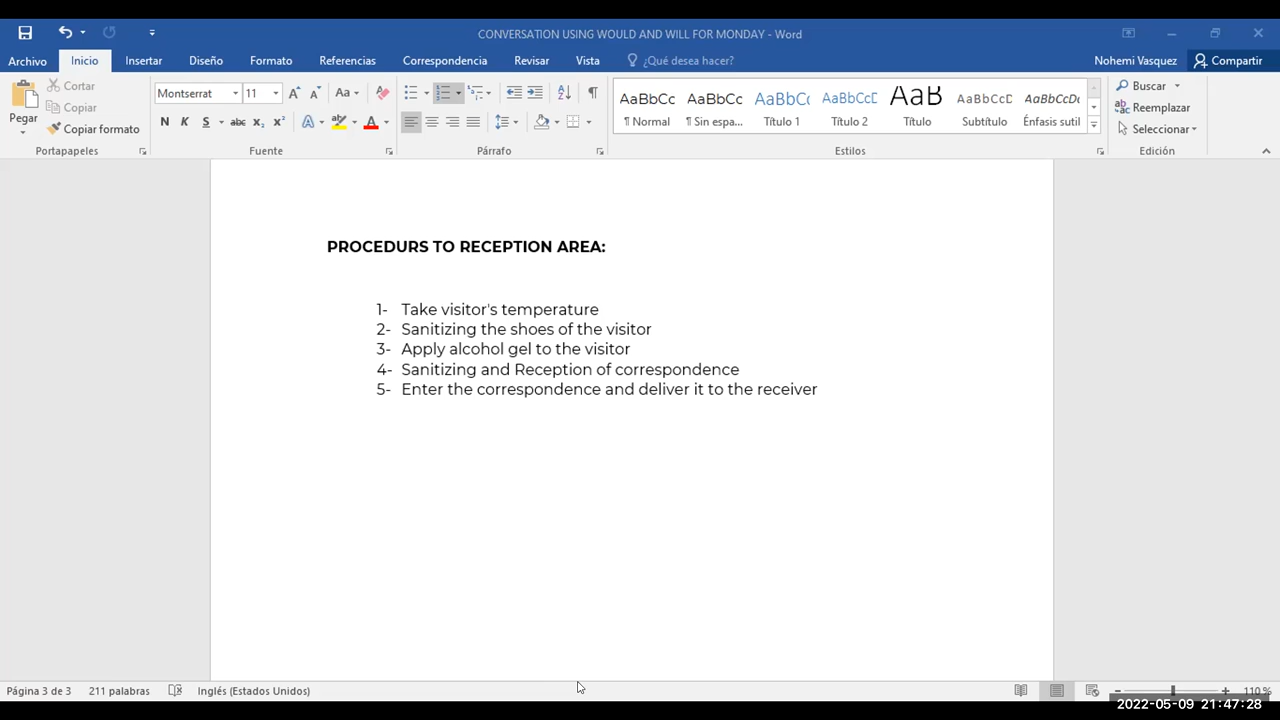 CONVERSATION USING WOULD AND WILL FOR MONDAY - Word
Archivo Inicio Insertar Diseño Formato Referencias Correspondencia Revisar Vista ¿Qué desea hacer? Nohemi Vasquez Compartir
Pegar
Cortar
Copiar
Copiar formato
Portapapeles
Montserrat 11 Aa
N K S abc x₂ x² A A
Fuente
Párrafo
AaBbCc AaBbCc AaBbCc AaBbCcC AaB AaBbCcD AaBbCcDc
¶ Normal ¶ Sin espa... Título 1 Título 2 Título Subtítulo Énfasis sutil
Estilos
Buscar
Reemplazar
Seleccionar
Edición
PROCEDURS TO RECEPTION AREA:
1- Take visitor's temperature
2- Sanitizing the shoes of the visitor
3- Apply alcohol gel to the visitor
4- Sanitizing and Reception of correspondence
5- Enter the correspondence and deliver it to the receiver
Página 3 de 3 211 palabras Inglés (Estados Unidos) 110 %
2022-05-09 21:47:28